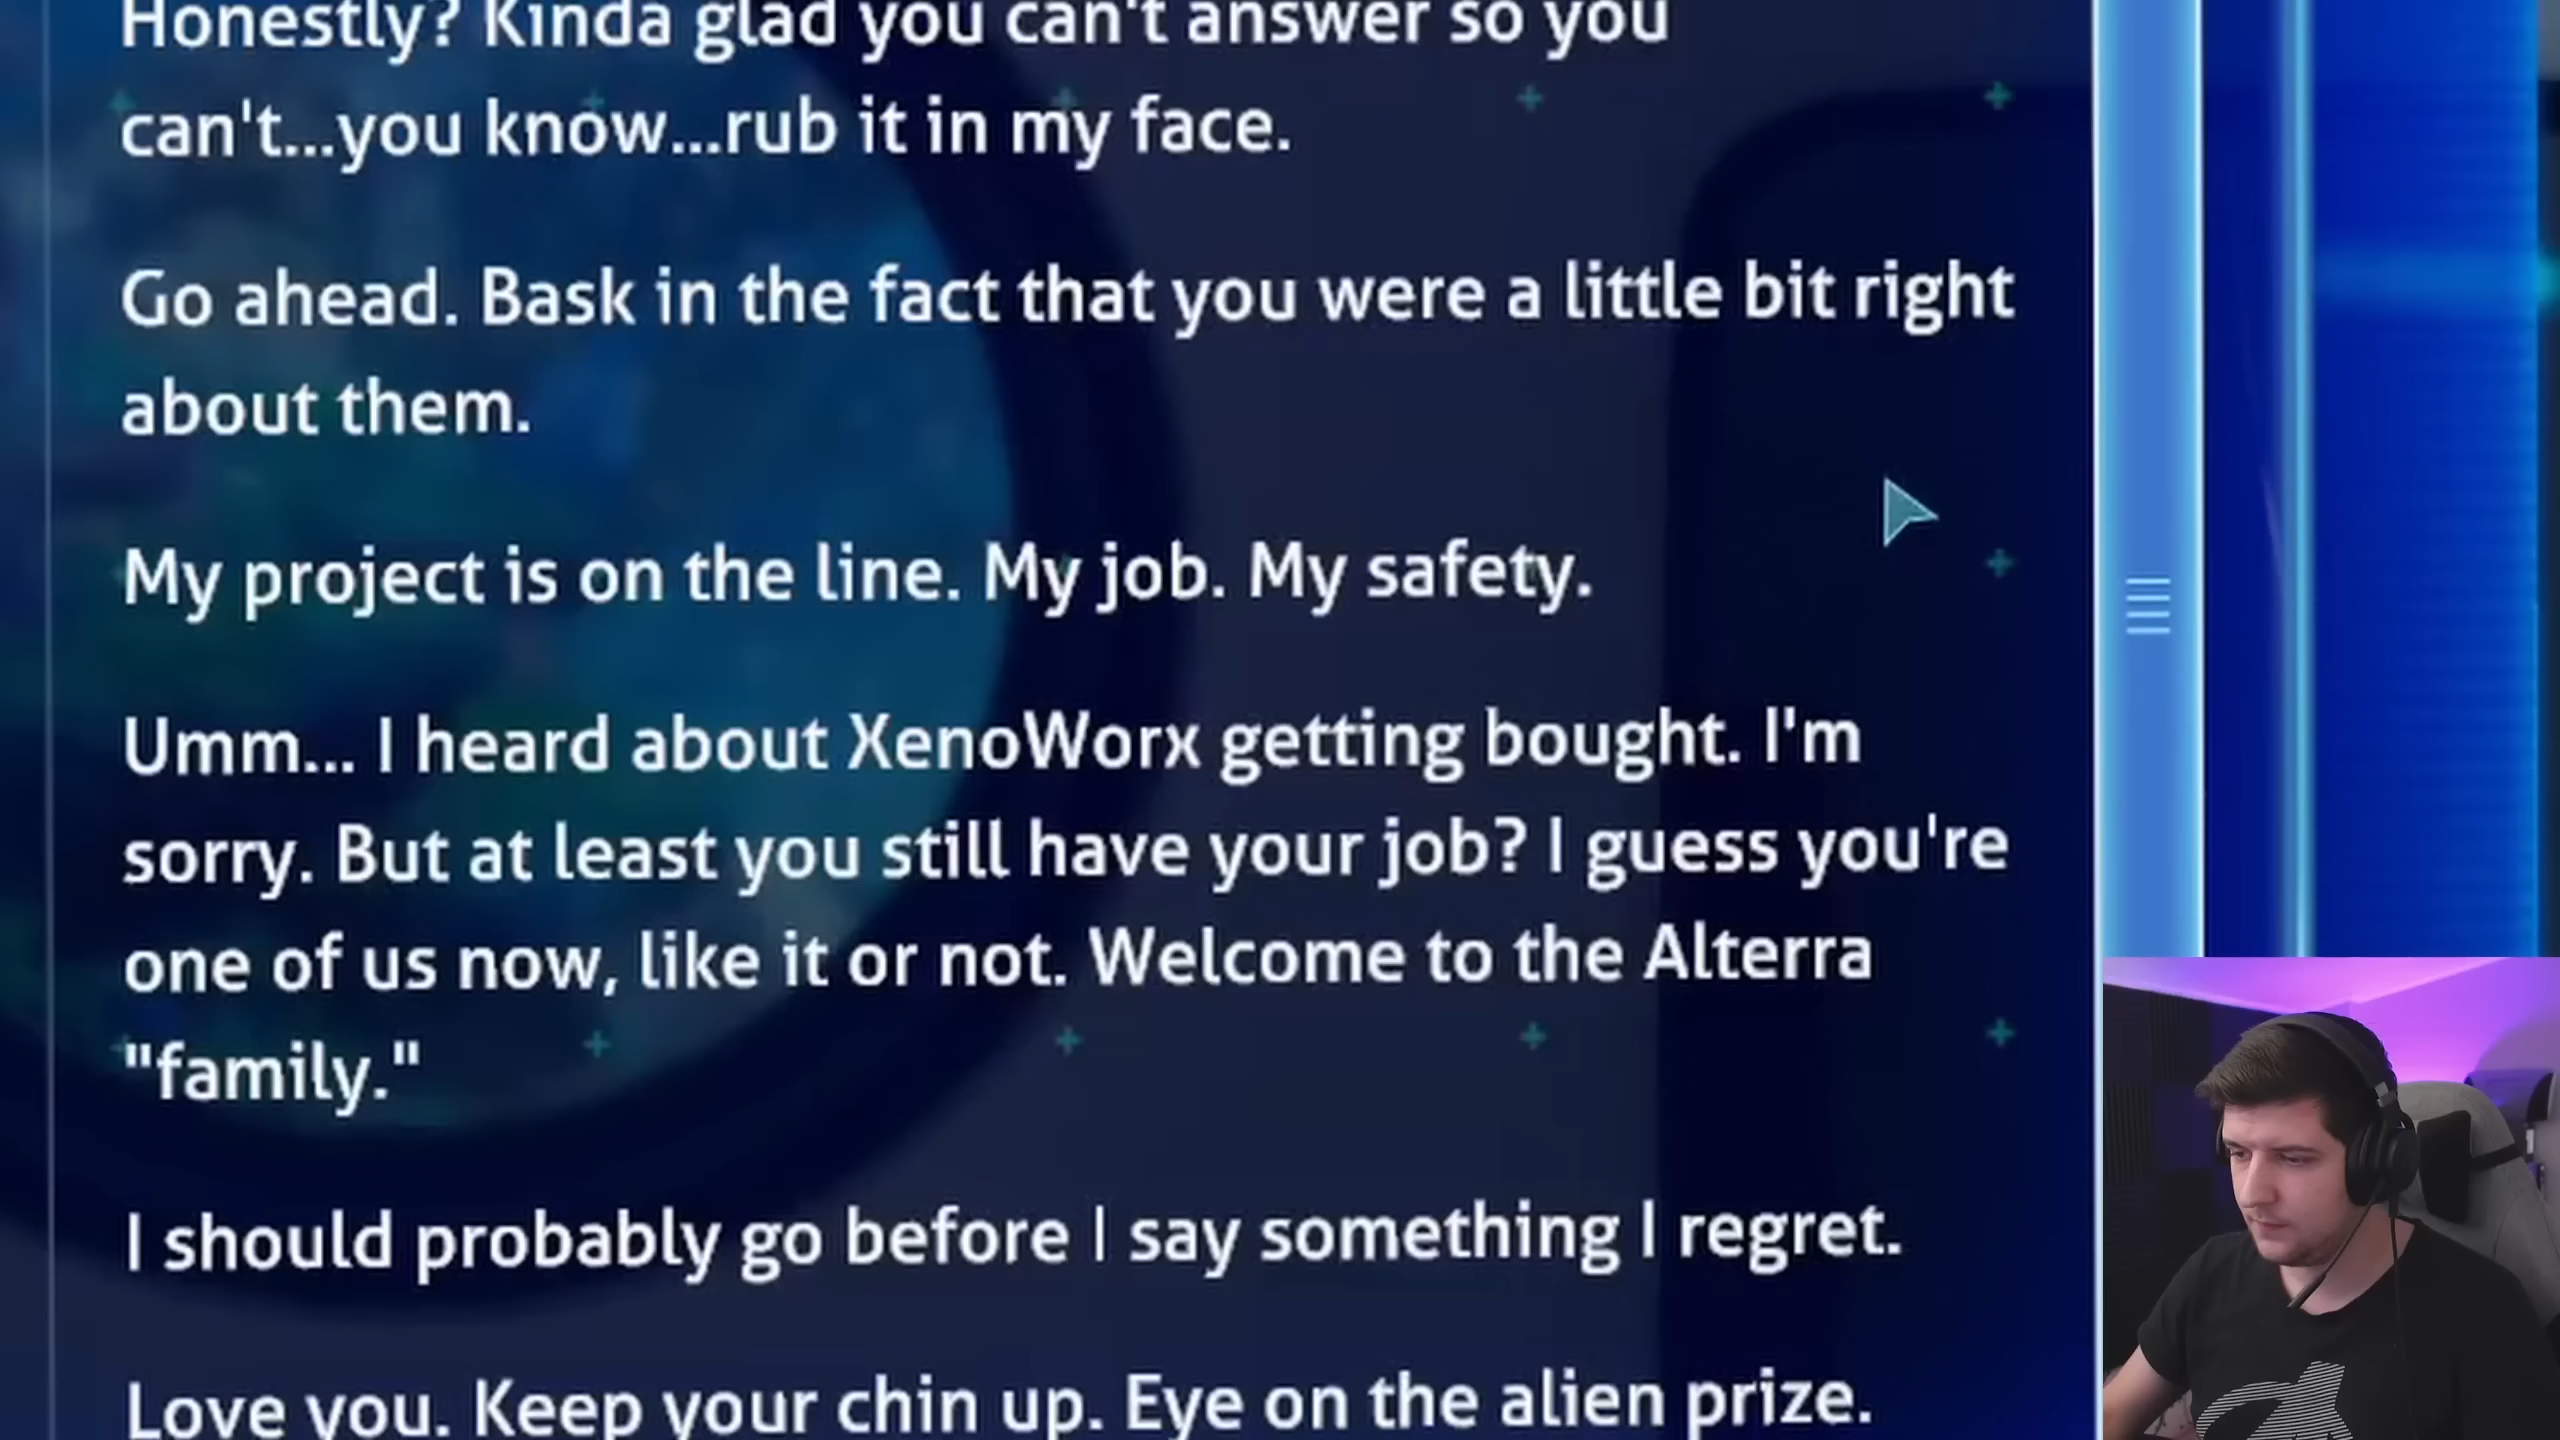 Honestly? Kinda glad you can't answer so you
can't...you know...rub it in my face.
Go ahead. Bask in the fact that you were a little bit right
about them.
My project is on the line. My job. My safety.
Umm... I heard about XenoWorx getting bought. I'm
sorry. But at least you still have your job? I guess you're
one of us now, like it or not. Welcome to the Alterra
"family."
I should probably go before I say something I regret.
Love you. Keep your chin up. Eye on the alien prize.